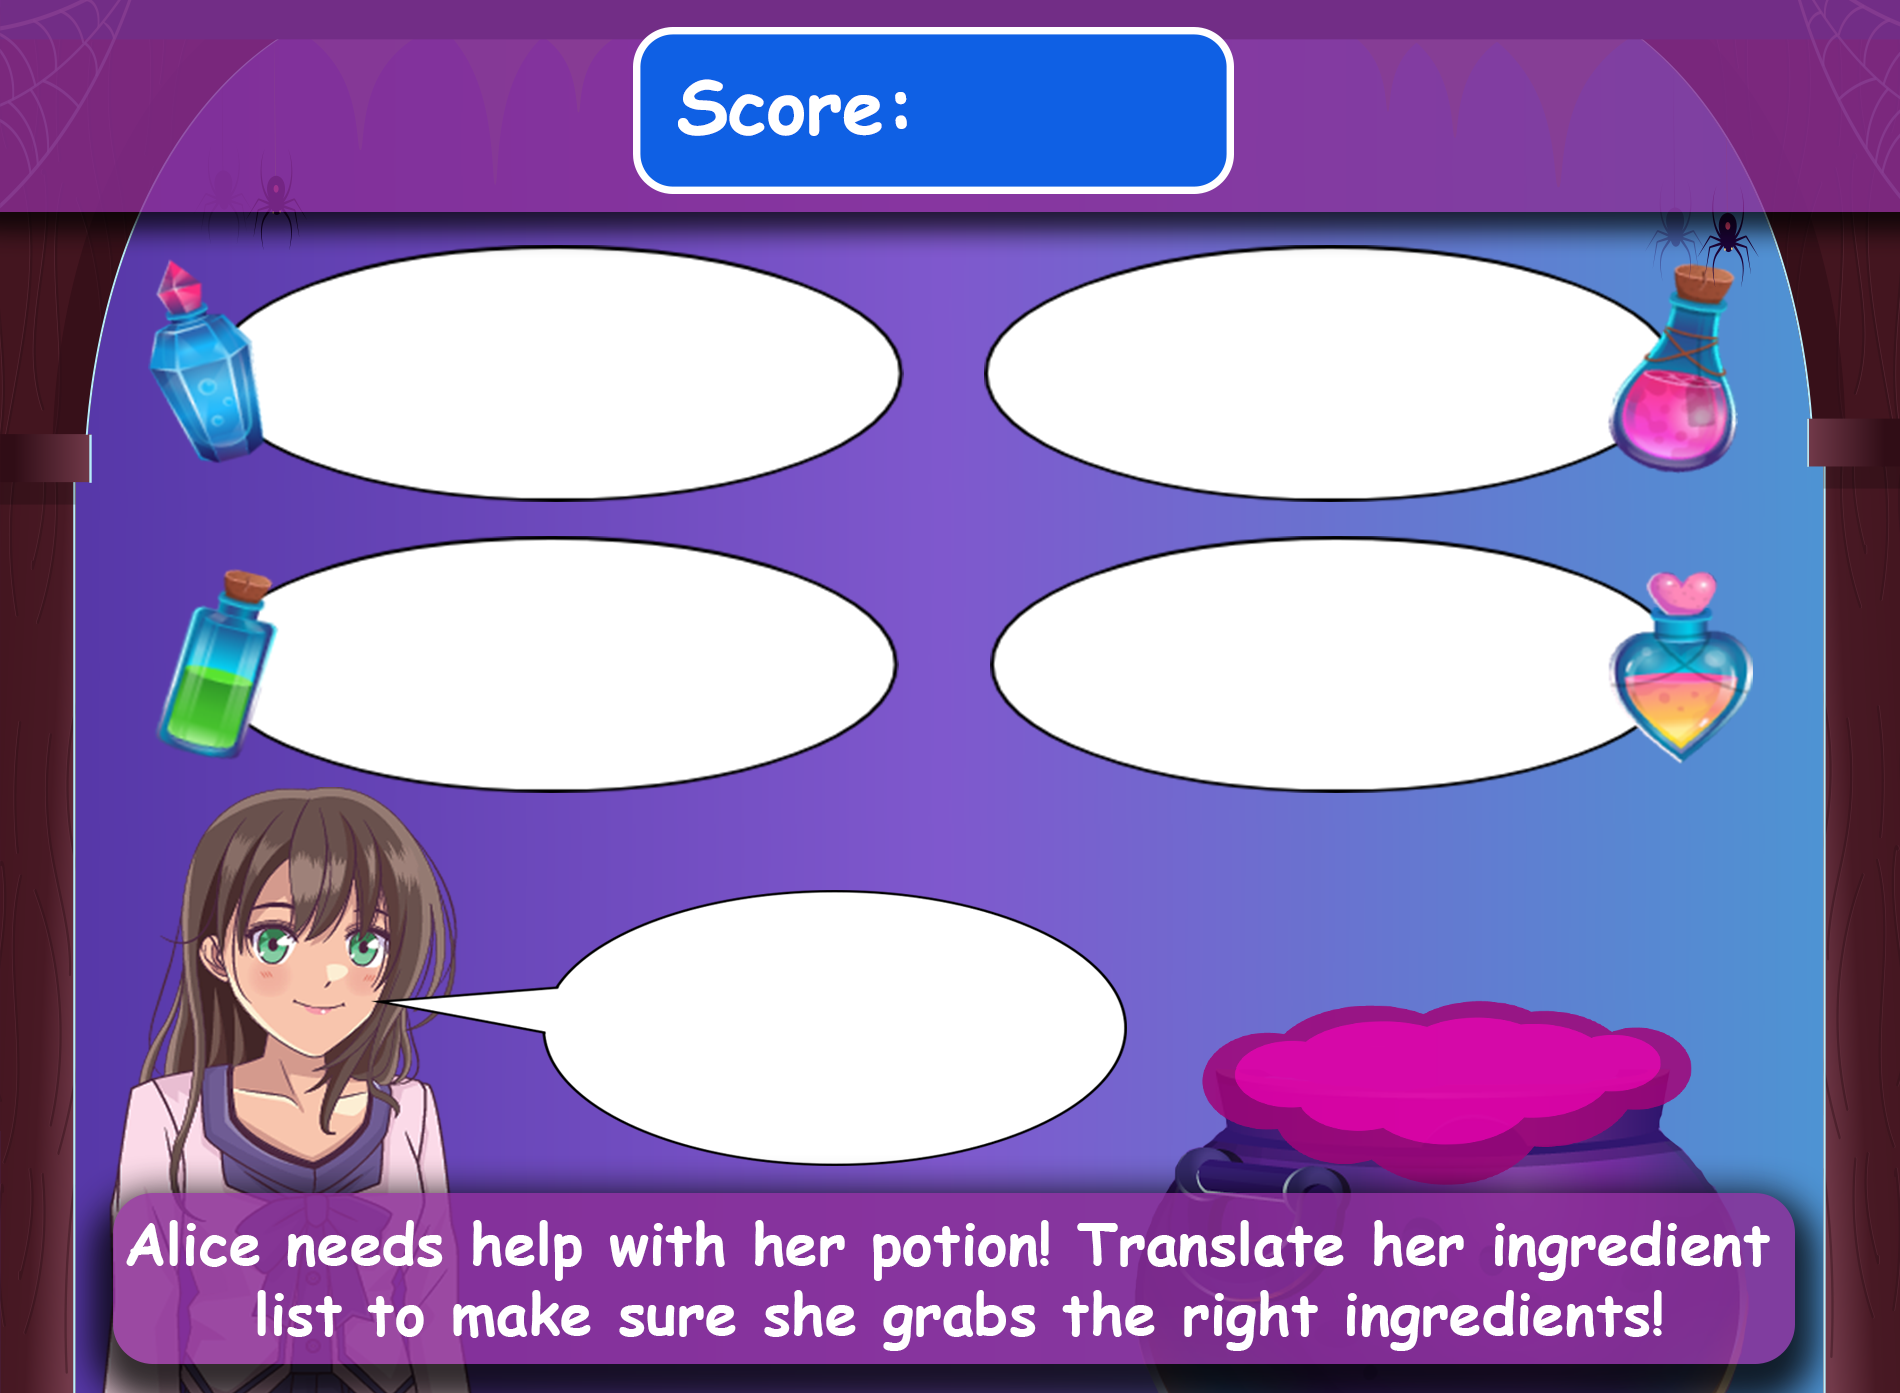 Score:
Alice needs help with her potion! Translate her ingredient
list to make sure she grabs the right ingredients!